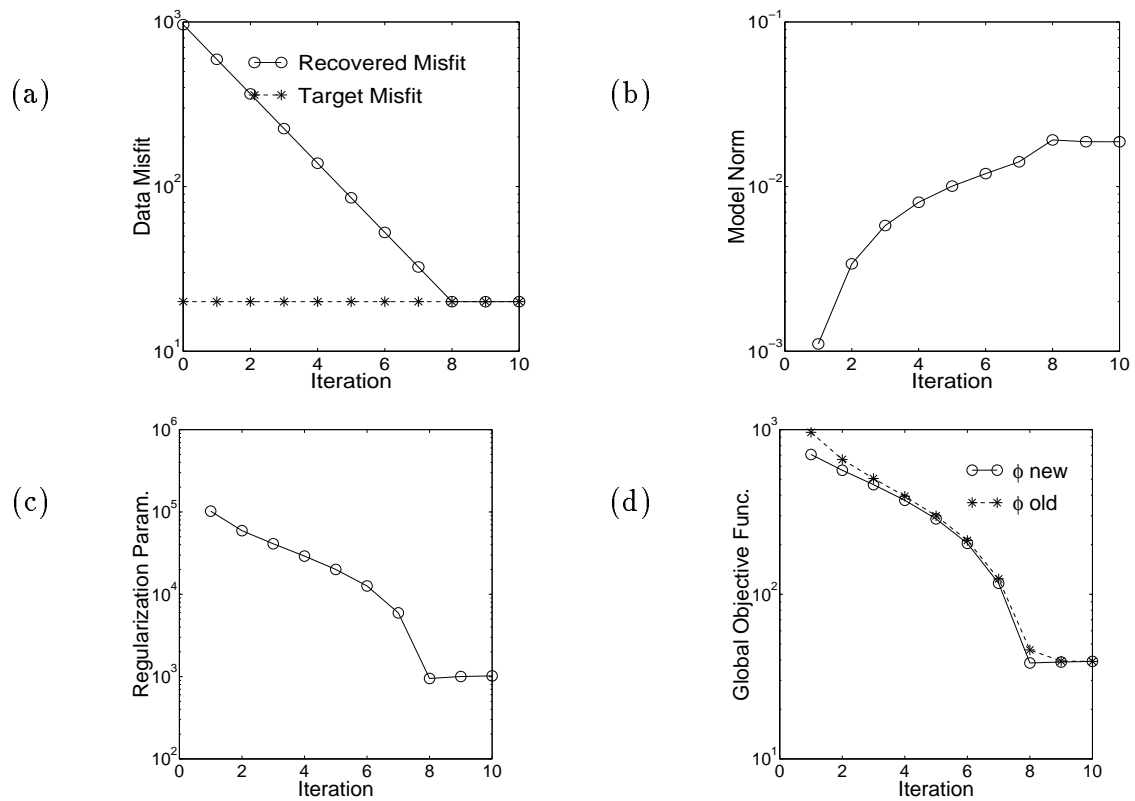 (a)
10^3
10^2
10^1
Data Misfit
Recovered Misfit
Target Misfit
0 2 4 6 8 10
Iteration
(b)
10^-1
10^-2
10^-3
Model Norm
0 2 4 6 8 10
Iteration
(c)
10^6
10^5
10^4
10^3
10^2
Regularization Param.
0 2 4 6 8 10
Iteration
(d)
10^3
10^2
10^1
Global Objective Func.
ϕ new
ϕ old
0 2 4 6 8 10
Iteration